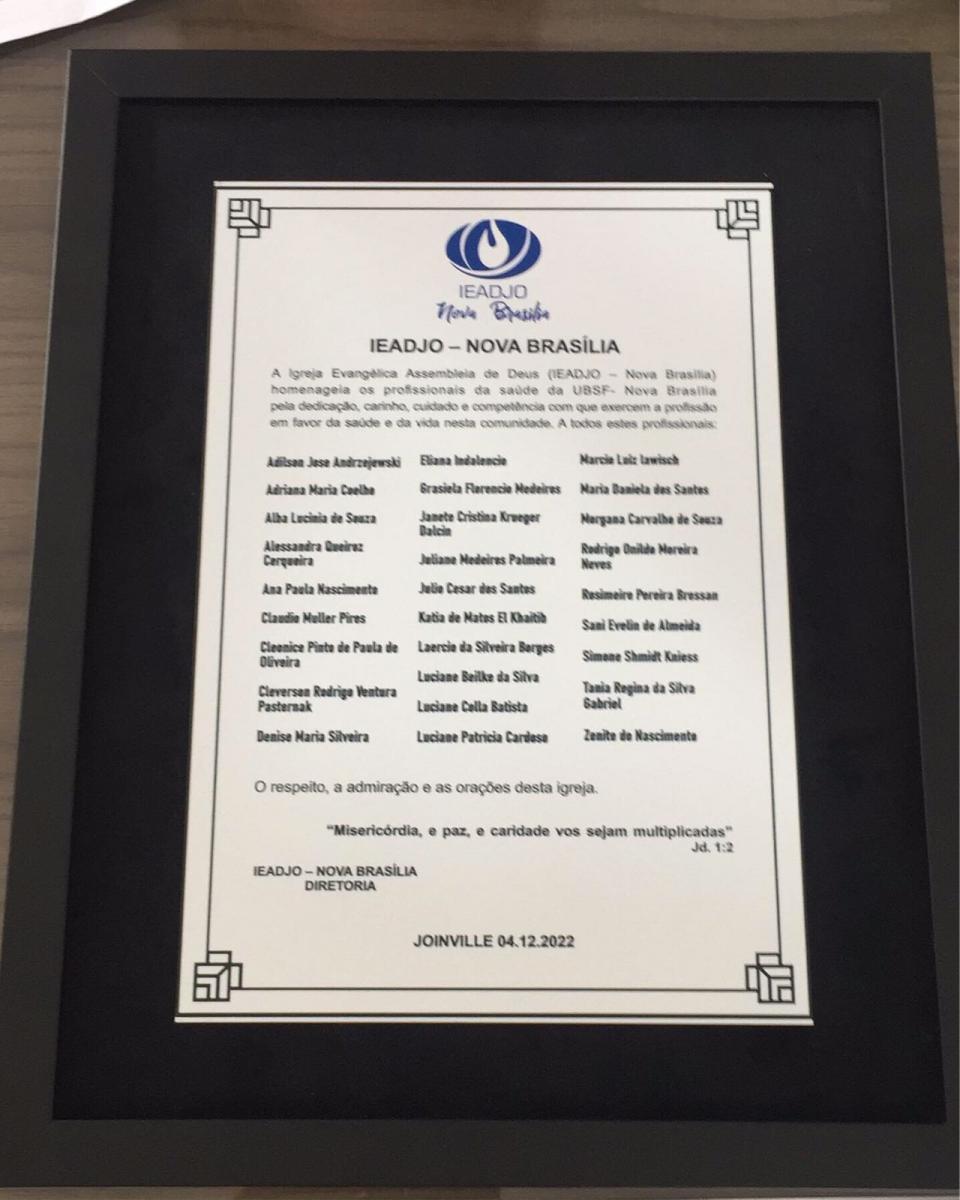 IEADJO
Nova Brasília
IEADJO – NOVA BRASÍLIA
A Igreja Evangélica Assembleia de Deus (IEADJO – Nova Brasília)
homenageia os profissionais da saúde da UBSF- Nova Brasília
pela dedicação, carinho, cuidado e competência com que exercem a profissão
em favor da saúde e da vida nesta comunidade. A todos estes profissionais:
Adilson Jose Andrzejewski
Adriana Maria Coelho
Alba Lucinia de Souza
Alessandra Queiroz
Cerqueira
Ana Paula Nascimento
Claudio Muller Pires
Cleonice Pinto de Paula de
Oliveira
Cleverson Rodrigo Ventura
Pasternak
Denise Maria Silveira
Eliana Indalencio
Grasiela Florencio Medeiros
Janete Cristina Krueger
Dalcin
Juliane Medeiros Palmeira
Julio Cesar dos Santos
Katia de Matos El Khaitih
Laercio da Silveira Borges
Luciane Beilke da Silva
Luciane Colla Batista
Luciane Patricia Cardoso
Marcio Luiz Iawisch
Maria Daniela dos Santos
Morgana Carvalho de Souza
Rodrigo Onildo Moreira
Neves
Rosimeire Pereira Bressan
Sani Evelin de Almeida
Simone Shmidt Kniess
Tania Regina da Silva
Gabriel
Zenite do Nascimento
O respeito, a admiração e as orações desta igreja.
“Misericórdia, e paz, e caridade vos sejam multiplicadas”
Jd. 1:2
IEADJO – NOVA BRASÍLIA
DIRETORIA
JOINVILLE 04.12.2022